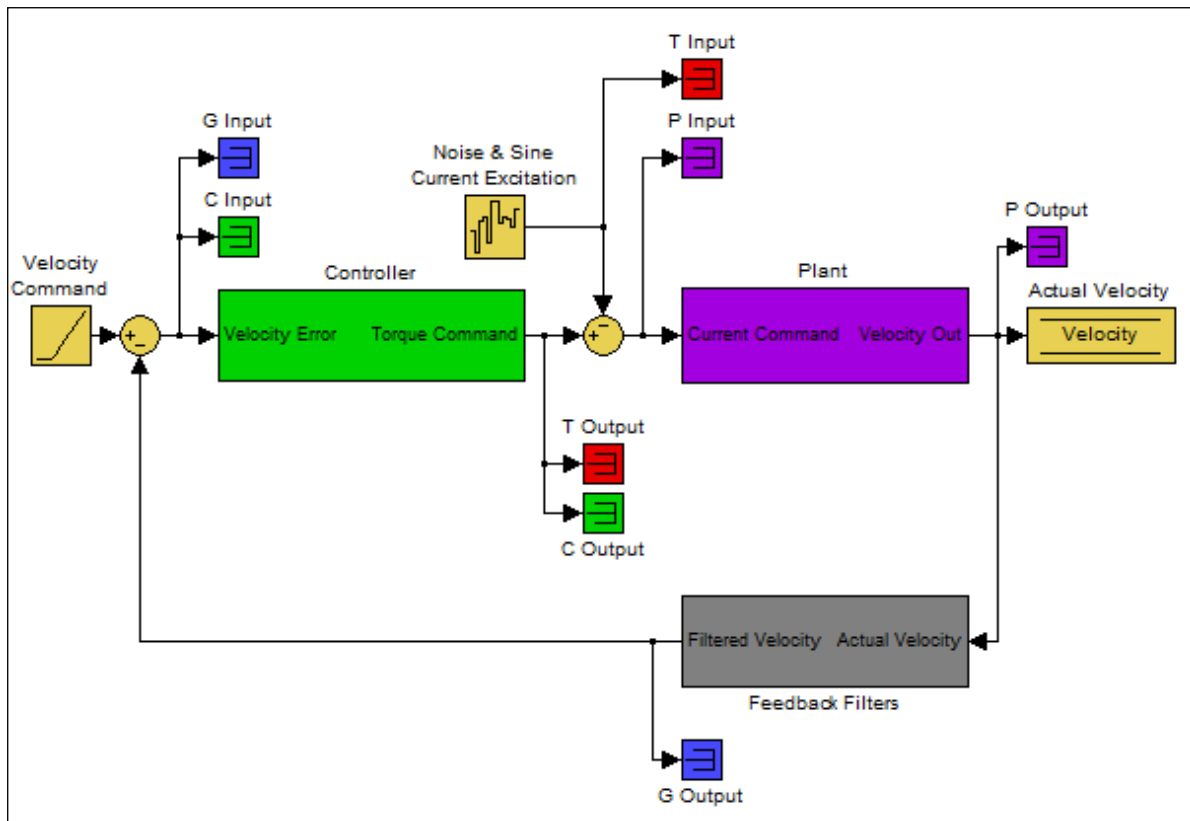 T Input
G Input
P Input
Noise & Sine
Current Excitation
C Input
P Output
Velocity
Command
Controller
Plant
Actual Velocity
+
−
Velocity Error
Torque Command
+
−
Current Command
Velocity Out
Velocity
T Output
C Output
Filtered Velocity
Actual Velocity
Feedback Filters
G Output